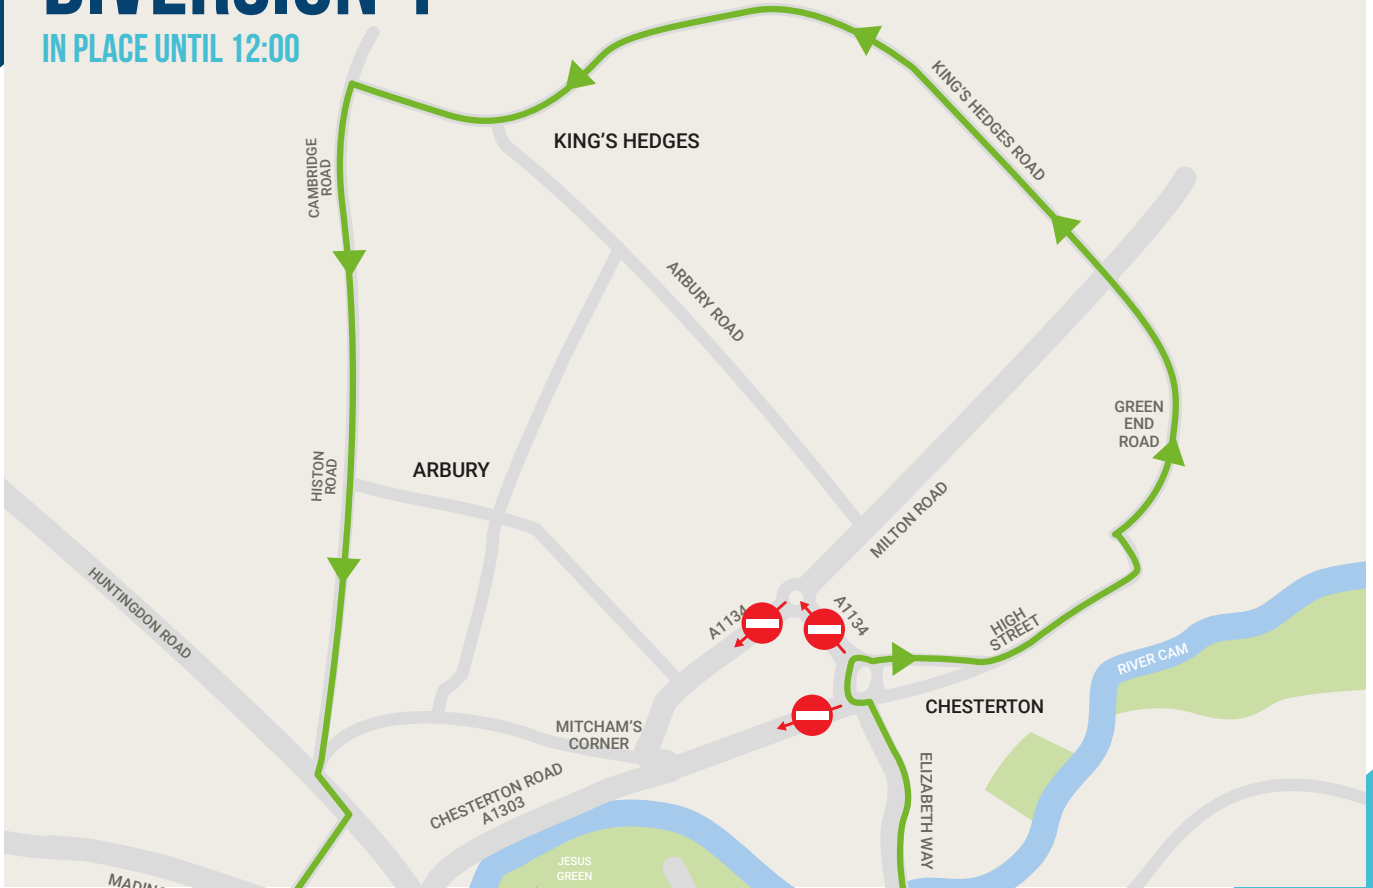 IN PLACE UNTIL 12:00
KING'S HEDGES ROAD
KING'S HEDGES
CAMBRIDGE
ROAD
ARBURY ROAD
GREEN
END
ROAD
HISTON
ROAD
ARBURY
MILTON ROAD
HUNTINGDON ROAD
A1134
A1134
HIGH
STREET
RIVER CAM
CHESTERTON
MITCHAM'S
CORNER
CHESTERTON ROAD
A1303
ELIZABETH WAY
JESUS
GREEN